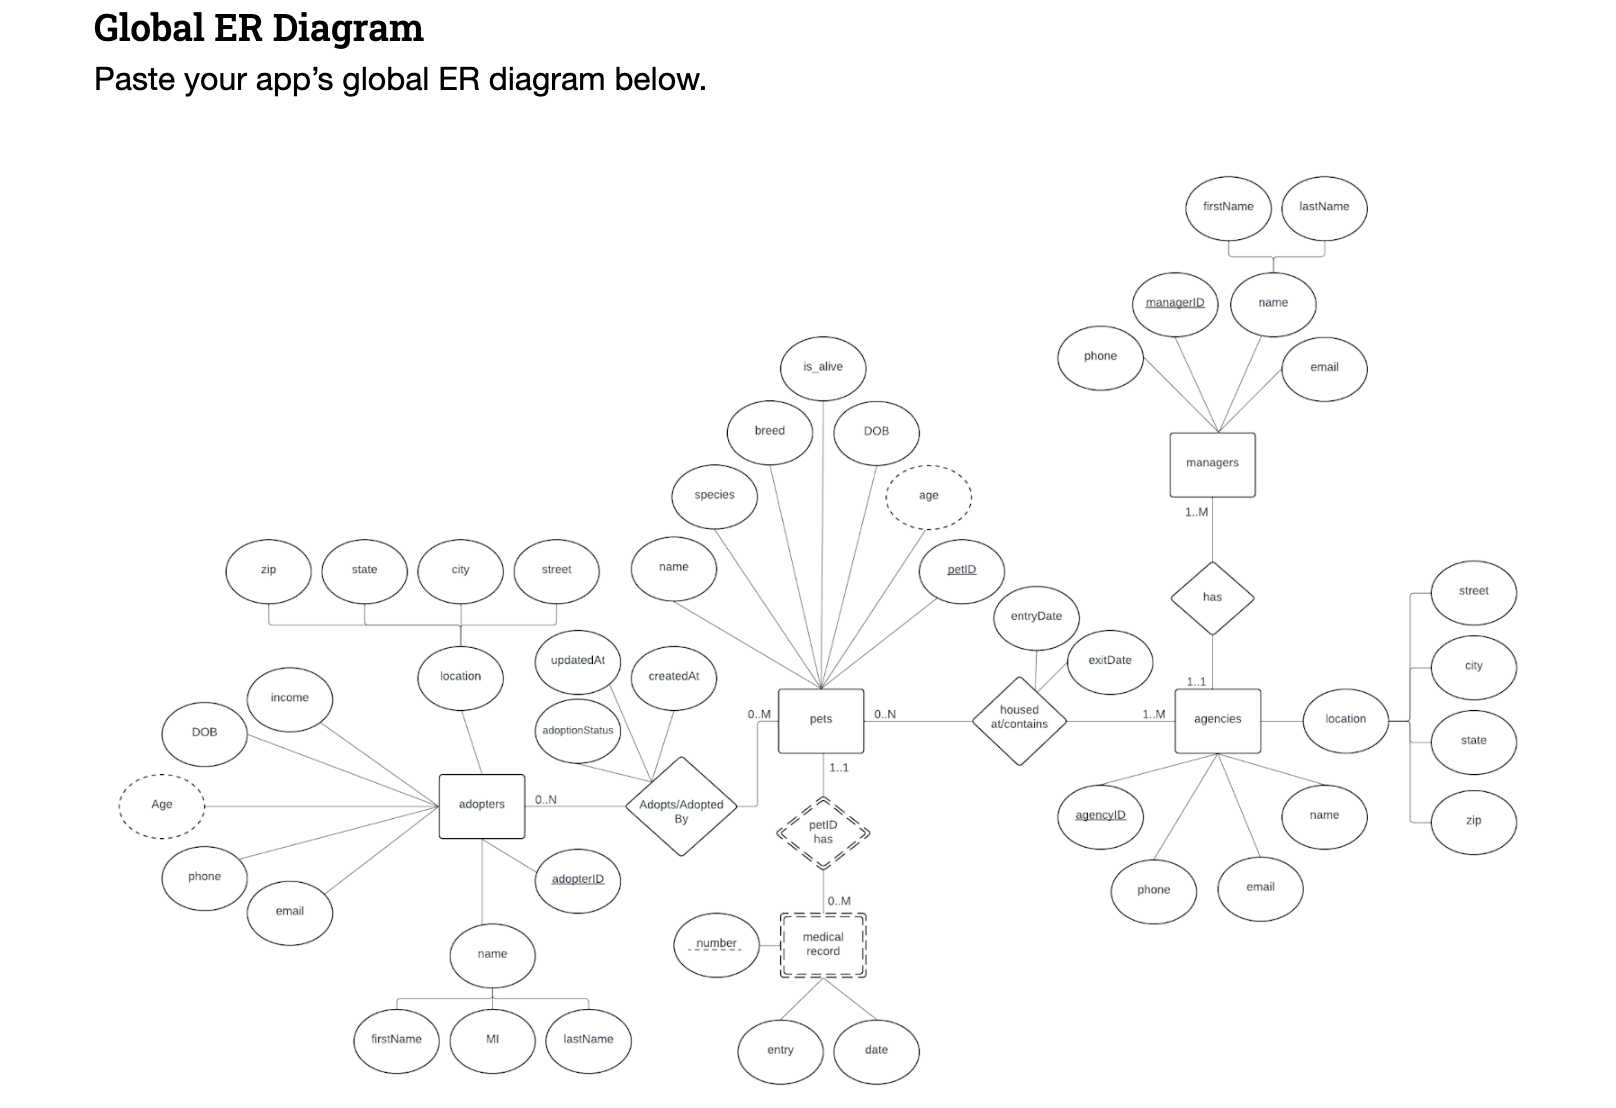 Global ER Diagram
Paste your app’s global ER diagram below.
firstName
lastName
managerID
name
phone
email
managers
1..M
has
1..1
is_alive
breed
DOB
species
age
name
petID
zip
state
city
street
location
updatedAt
createdAt
adoptionStatus
income
DOB
Age
phone
email
adopters
0..N
Adopts/Adopted
By
0..M
pets
0..N
entryDate
exitDate
housed
at/contains
1..M
agencies
location
street
city
state
zip
agencyID
name
phone
email
1..1
petID
has
0..M
adopterID
name
firstName
MI
lastName
number
medical
record
entry
date